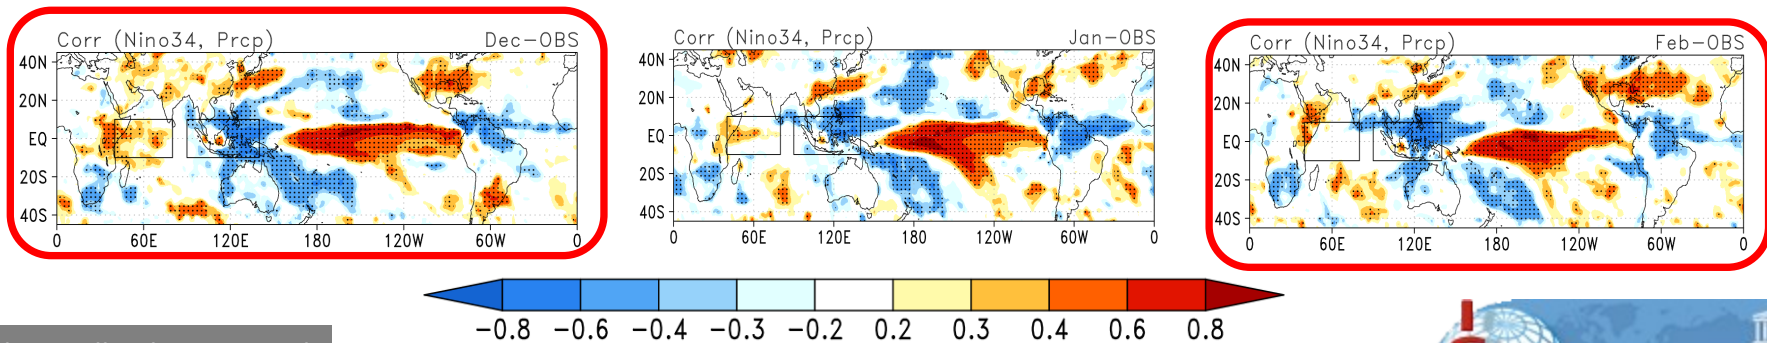 Corr (Nino34, Prcp) Dec-OBS
40N
20N
EQ
20S
40S
0 60E 120E 180 120W 60W 0
Corr (Nino34, Prcp) Jan-OBS
40N
20N
EQ
20S
40S
0 60E 120E 180 120W 60W 0
Corr (Nino34, Prcp) Feb-OBS
40N
20N
EQ
20S
40S
0 60E 120E 180 120W 60W 0
-0.8 -0.6 -0.4 -0.3 -0.2 0.2 0.3 0.4 0.6 0.8